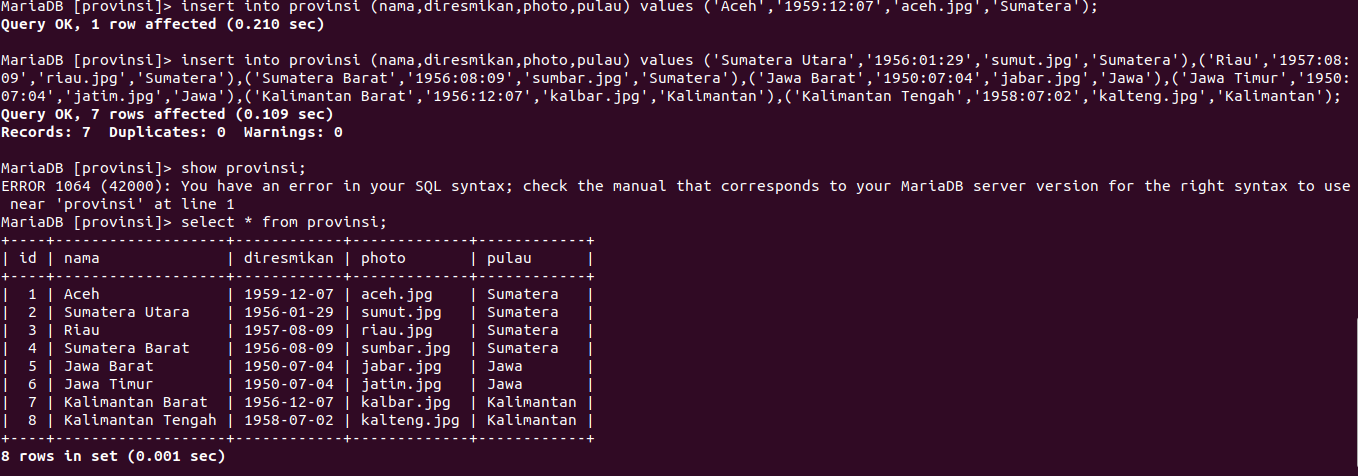 MariaDB [provinsi]> insert into provinsi (nama,diresmikan,photo,pulau) values ('Aceh','1959:12:07','aceh.jpg','Sumatera');
Query OK, 1 row affected (0.210 sec)

MariaDB [provinsi]> insert into provinsi (nama,diresmikan,photo,pulau) values ('Sumatera Utara','1956:01:29','sumut.jpg','Sumatera'),('Riau','1957:08:
09','riau.jpg','Sumatera'),('Sumatera Barat','1956:08:09','sumbar.jpg','Sumatera'),('Jawa Barat','1950:07:04','jabar.jpg','Jawa'),('Jawa Timur','1950:
07:04','jatim.jpg','Jawa'),('Kalimantan Barat','1956:12:07','kalbar.jpg','Kalimantan'),('Kalimantan Tengah','1958:07:02','kalteng.jpg','Kalimantan');
Query OK, 7 rows affected (0.109 sec)
Records: 7  Duplicates: 0  Warnings: 0

MariaDB [provinsi]> show provinsi;
ERROR 1064 (42000): You have an error in your SQL syntax; check the manual that corresponds to your MariaDB server version for the right syntax to use
 near 'provinsi' at line 1
MariaDB [provinsi]> select * from provinsi;
+----+-------------------+------------+-------------+------------+
| id | nama              | diresmikan | photo       | pulau      |
+----+-------------------+------------+-------------+------------+
|  1 | Aceh              | 1959-12-07 | aceh.jpg    | Sumatera   |
|  2 | Sumatera Utara    | 1956-01-29 | sumut.jpg   | Sumatera   |
|  3 | Riau              | 1957-08-09 | riau.jpg    | Sumatera   |
|  4 | Sumatera Barat    | 1956-08-09 | sumbar.jpg  | Sumatera   |
|  5 | Jawa Barat        | 1950-07-04 | jabar.jpg   | Jawa       |
|  6 | Jawa Timur        | 1950-07-04 | jatim.jpg   | Jawa       |
|  7 | Kalimantan Barat  | 1956-12-07 | kalbar.jpg  | Kalimantan |
|  8 | Kalimantan Tengah | 1958-07-02 | kalteng.jpg | Kalimantan |
+----+-------------------+------------+-------------+------------+
8 rows in set (0.001 sec)